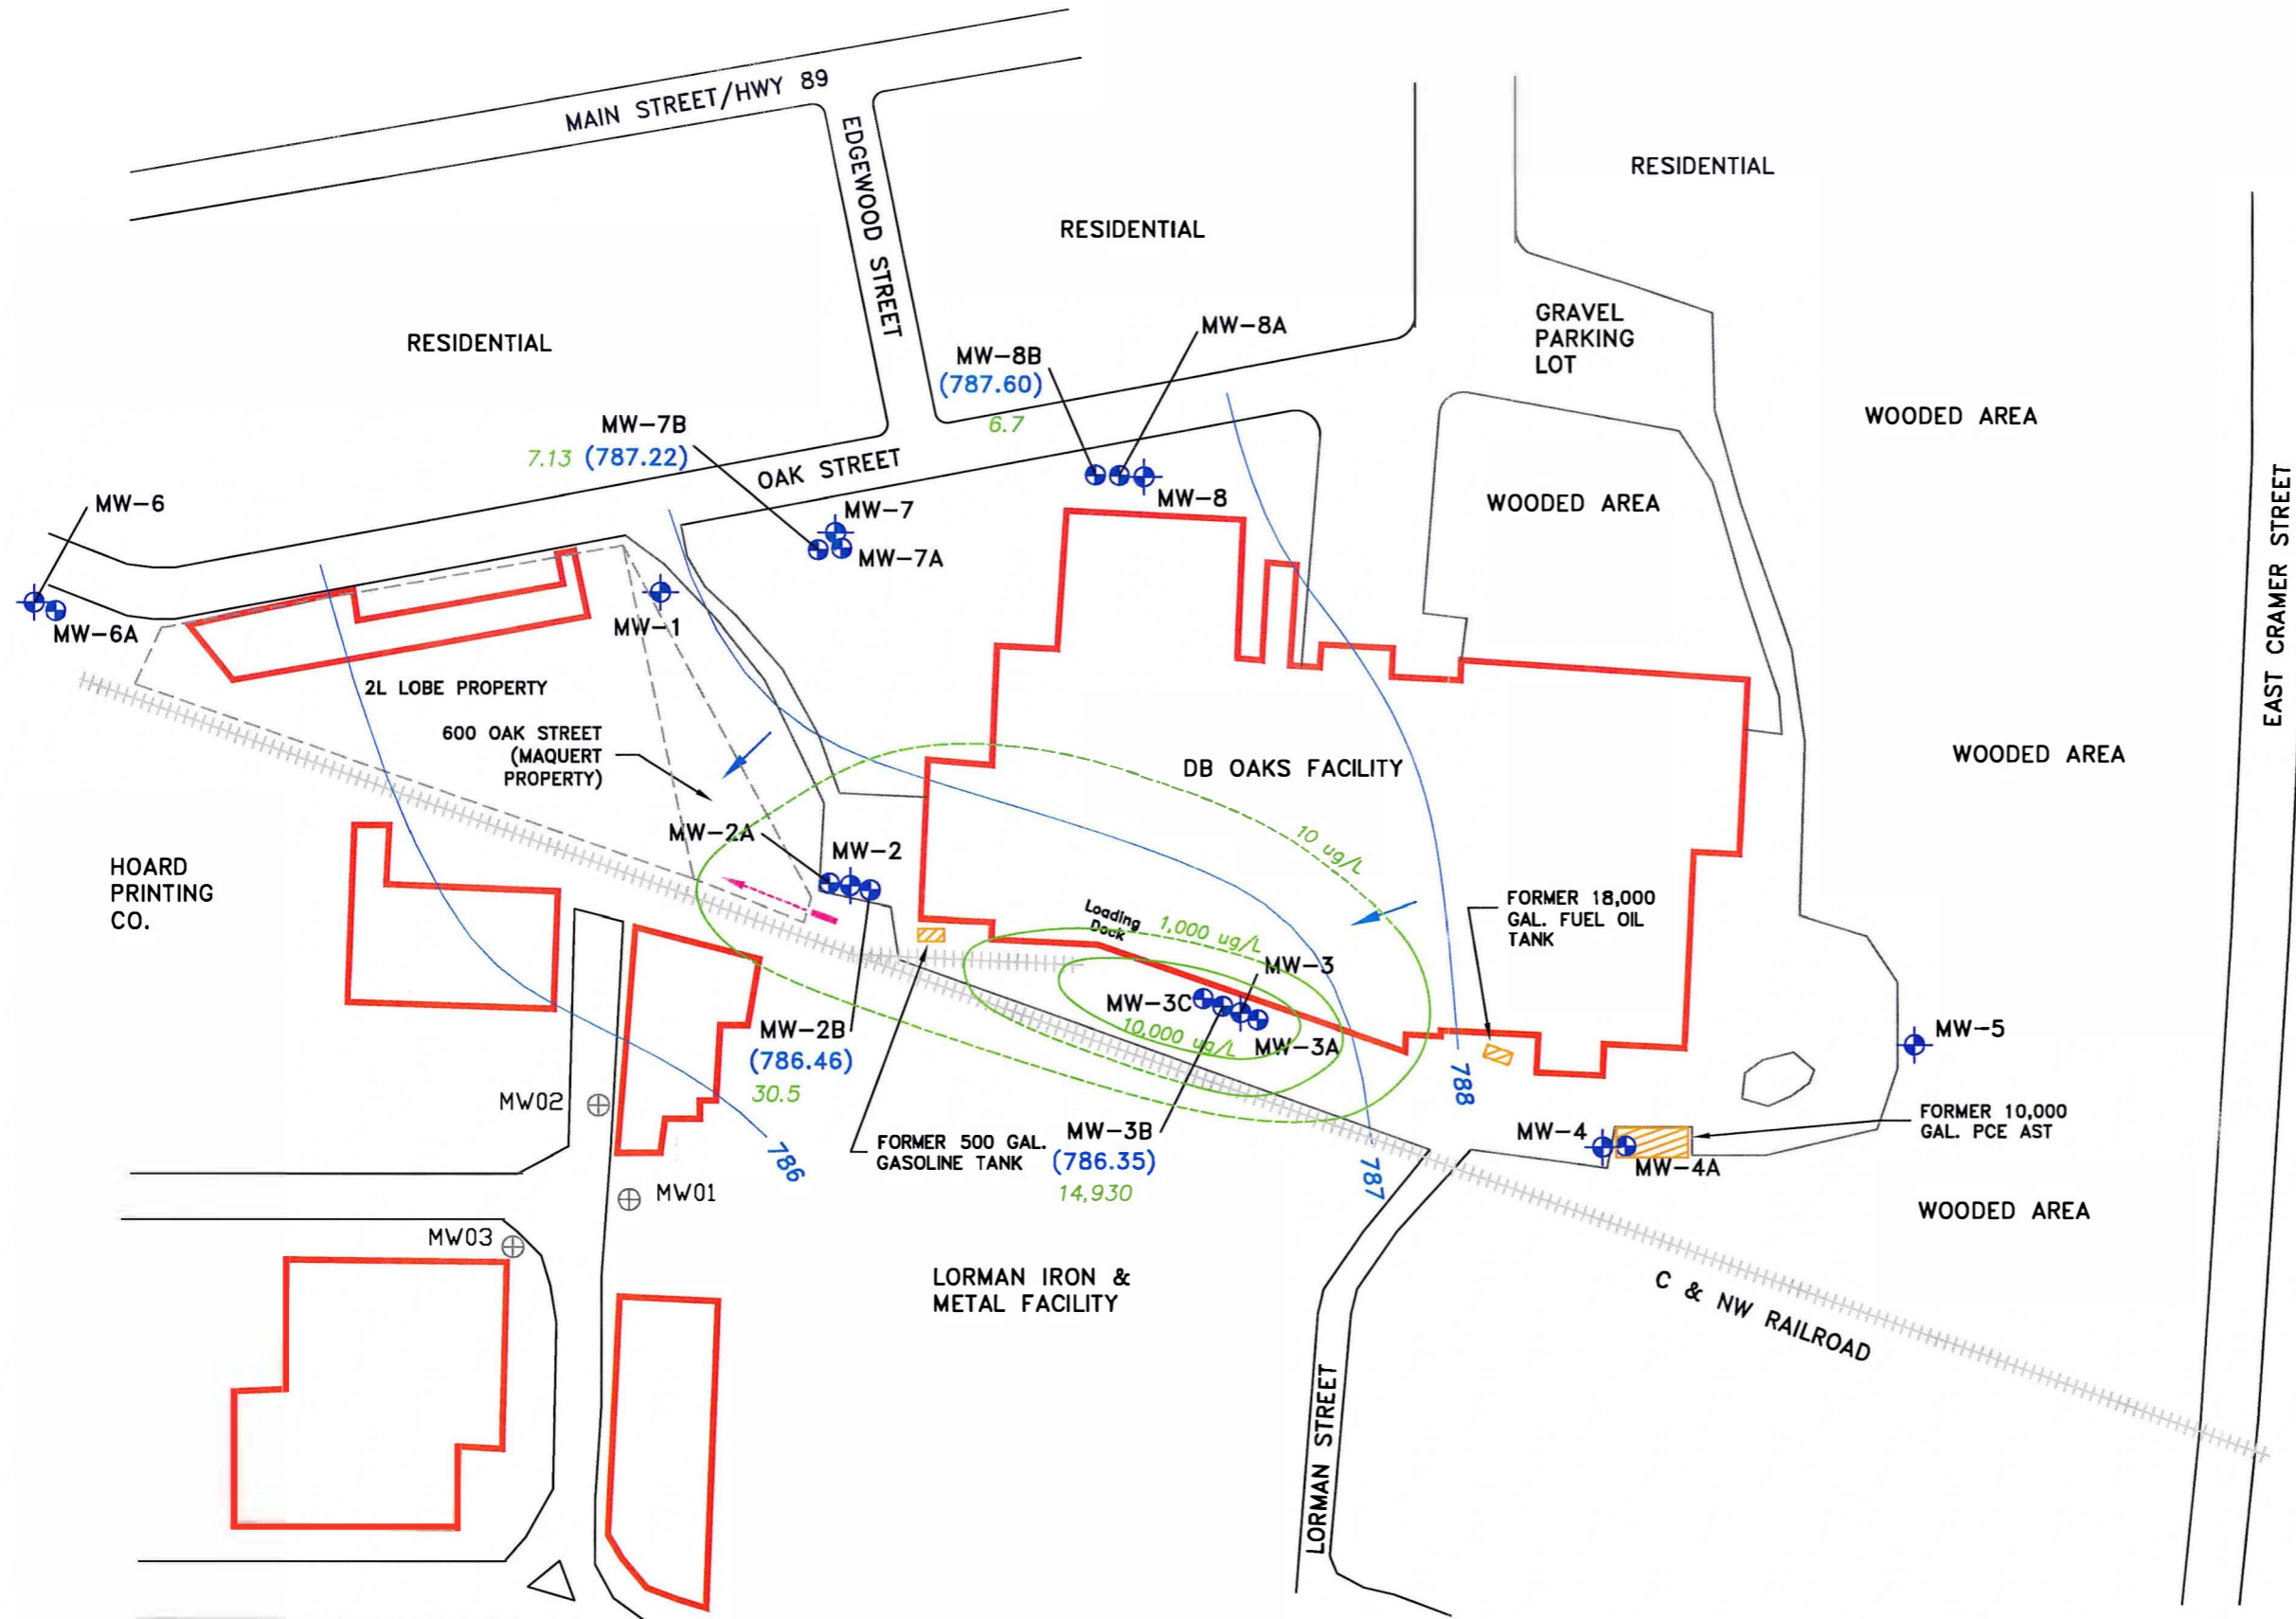 MAIN STREET/HWY 89
EDGEWOOD STREET
RESIDENTIAL
RESIDENTIAL
RESIDENTIAL
GRAVEL
PARKING
LOT
MW-8A
MW-8B
(787.60)
6.7
MW-7B
7.13 (787.22)
OAK STREET
WOODED AREA
WOODED AREA
EAST CRAMER STREET
MW-6
MW-6A
MW-7
MW-7A
MW-8
MW-1
2L LOBE PROPERTY
600 OAK STREET
(MAQUERT
PROPERTY)
DB OAKS FACILITY
WOODED AREA
10 ug/L
MW-2A
MW-2
HOARD
PRINTING
CO.
Loading
Dock
1,000 ug/L
FORMER 18,000
GAL. FUEL OIL
TANK
MW-3
MW-3C
10,000 ug/L
MW-3A
MW-5
MW-2B
(786.46)
30.5
788
MW02
FORMER 500 GAL.
GASOLINE TANK
MW-3B
(786.35)
14,930
MW-4
MW-4A
FORMER 10,000
GAL. PCE AST
786
787
MW01
MW03
WOODED AREA
LORMAN IRON &
METAL FACILITY
C & NW RAILROAD
LORMAN STREET